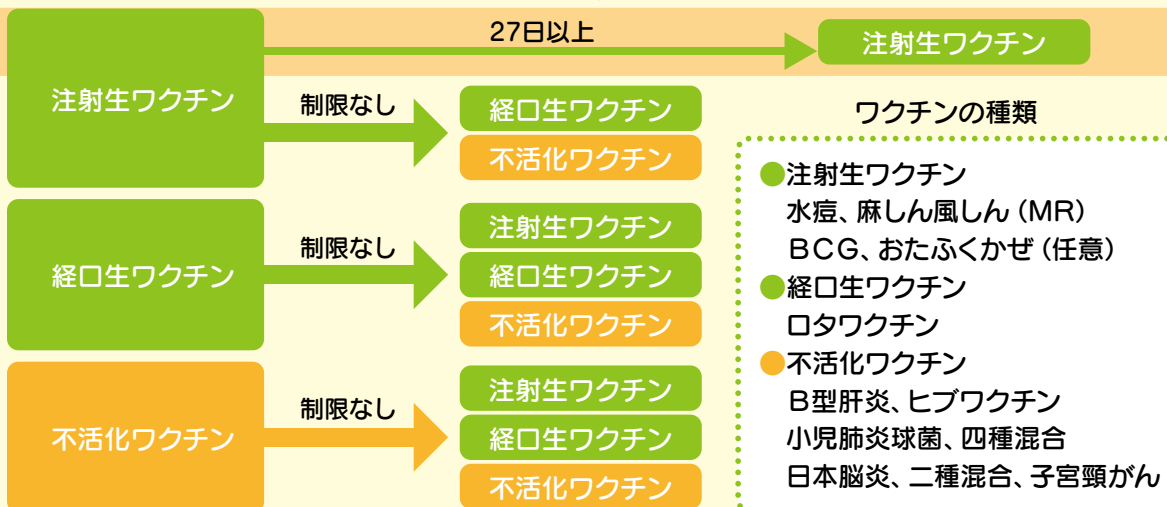 27日以上
注射生ワクチン
注射生ワクチン
制限なし
経口生ワクチン
不活化ワクチン
経口生ワクチン
制限なし
注射生ワクチン
経口生ワクチン
不活化ワクチン
不活化ワクチン
制限なし
注射生ワクチン
経口生ワクチン
不活化ワクチン
ワクチンの種類
●注射生ワクチン
水痘、麻しん風しん(MR)
BCG、おたふくかぜ(任意)
●経口生ワクチン
ロタワクチン
●不活化ワクチン
B型肝炎、ヒブワクチン
小児肺炎球菌、四種混合
日本脳炎、二種混合、子宮頸がん